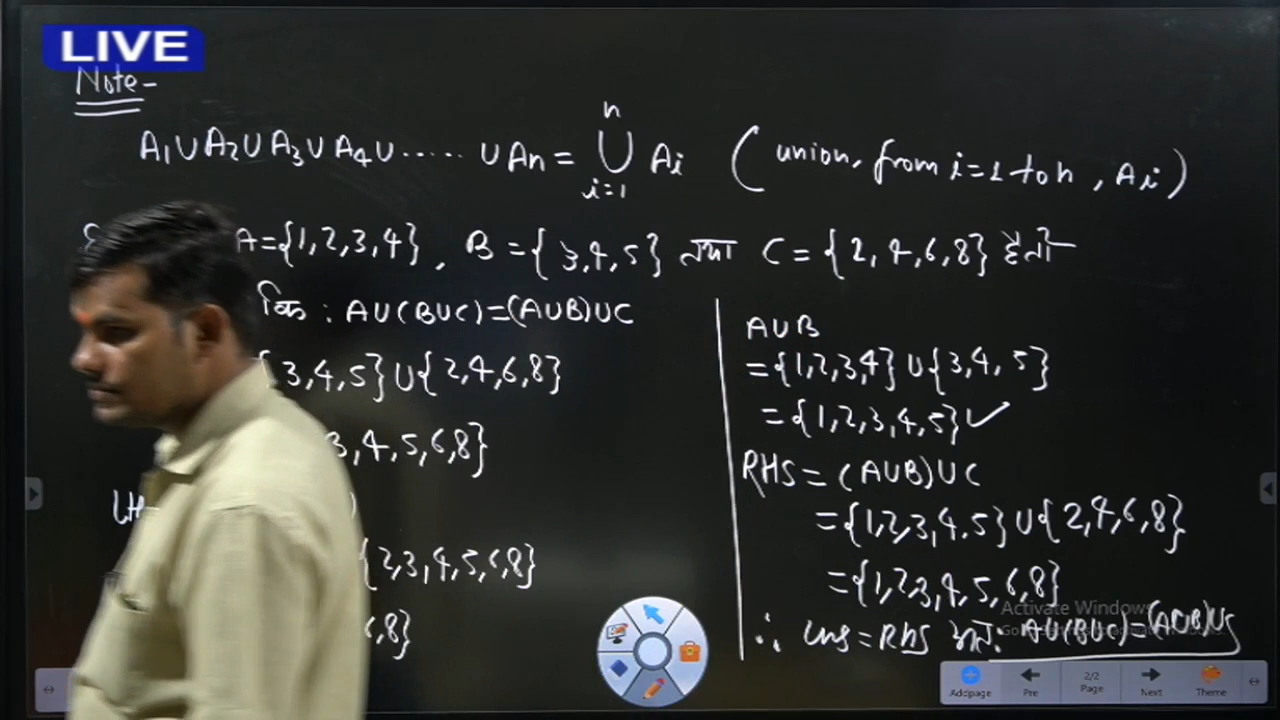 LIVE
Note-
A₁∪A₂∪A₃∪A₄∪...... ∪An = ⋃ Ai (union, from i=1 to n, Ai)
n
i=1
A={1,2,3,4}, B={3,4,5} तथा C={2,4,6,8} है तो
कि: A∪(B∪C)=(A∪B)∪C
3,4,5}∪{2,4,6,8}
3,4,5,6,8}
{2,3,4,5,6,8}
6,8}
A∪B
={1,2,3,4}∪{3,4,5}
={1,2,3,4,5}✓
RHS=(A∪B)∪C
={1,2,3,4,5}∪{2,4,6,8}
={1,2,3,4,5,6,8}
∴ LHS=RHS अतः A∪(B∪C)=(A∪B)∪C
Activate Windows
Addpage
Pre
2/2
Page
Next
Theme